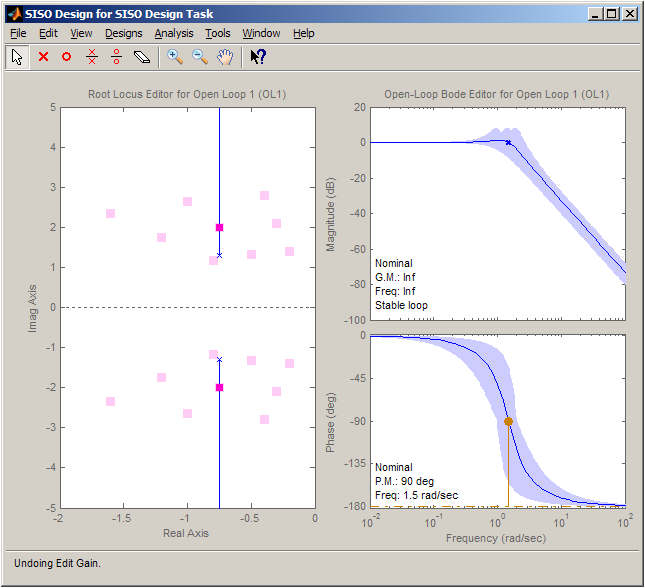 SISO Design for SISO Design Task
File Edit View Designs Analysis Tools Window Help
Root Locus Editor for Open Loop 1 (OL1)
5
4
3
2
1
0
-1
-2
-3
-4
-5
-2 -1.5 -1 -0.5 0
Imag Axis
Real Axis
Open-Loop Bode Editor for Open Loop 1 (OL1)
20
0
-20
-40
-60
-80
-100
Magnitude (dB)
Nominal
G.M.: Inf
Freq: Inf
Stable loop
0
-45
-90
-135
-180
Phase (deg)
Nominal
P.M.: 90 deg
Freq: 1.5 rad/sec
10^-2 10^-1 10^0 10^1 10^2
Frequency (rad/sec)
Undoing Edit Gain.